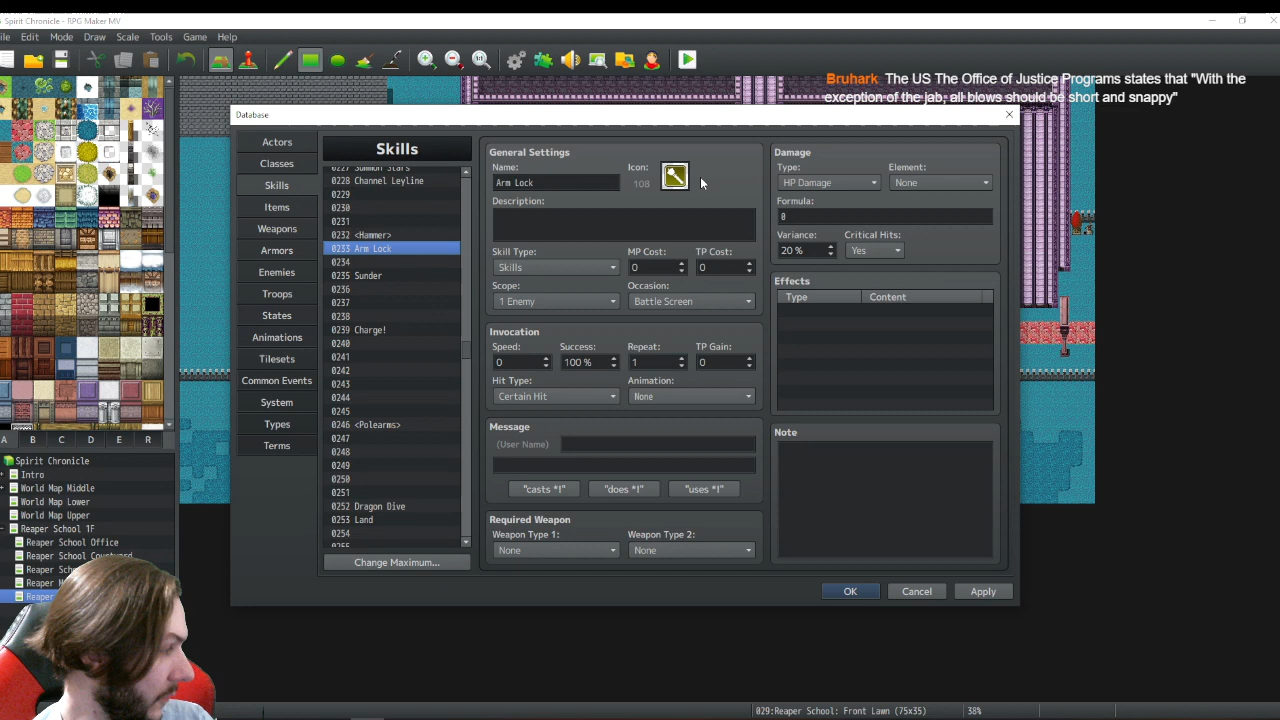 Spirit Chronicle - RPG Maker MV
Edit Mode Draw Scale Tools Game Help
Bruhark The US The Office of Justice Programs states that "With the
exception of the jab, all blows should be short and snappy"
Database
Actors
Classes
Skills
Items
Weapons
Armors
Enemies
Troops
States
Animations
Tilesets
Common Events
System
Types
Terms
Skills
0227 Summon Stars
0228 Channel Leyline
0229
0230
0231
0232 <Hammer>
0233 Arm Lock
0234
0235 Sunder
0236
0237
0238
0239 Charge!
0240
0241
0242
0243
0244
0245
0246 <Polearms>
0247
0248
0249
0250
0251
0252 Dragon Dive
0253 Land
0254
0255
Change Maximum...
General Settings
Name: Icon:
Arm Lock 108
Description:
Skill Type: MP Cost: TP Cost:
Skills 0 0
Scope: Occasion:
1 Enemy Battle Screen
Invocation
Speed: Success: Repeat: TP Gain:
0 100 % 1 0
Hit Type: Animation:
Certain Hit None
Message
(User Name)
"casts *!" "does *!" "uses *!"
Required Weapon
Weapon Type 1: Weapon Type 2:
None None
Damage
Type: Element:
HP Damage None
Formula:
0
Variance: Critical Hits:
20 % Yes
Effects
Type Content
Note
OK Cancel Apply
A B C D E R
Spirit Chronicle
Intro
World Map Middle
World Map Lower
World Map Upper
Reaper School 1F
Reaper School Office
Reaper School Courtyard
Reaper
Reaper
Reaper
029:Reaper School: Front Lawn (75x35) 38%